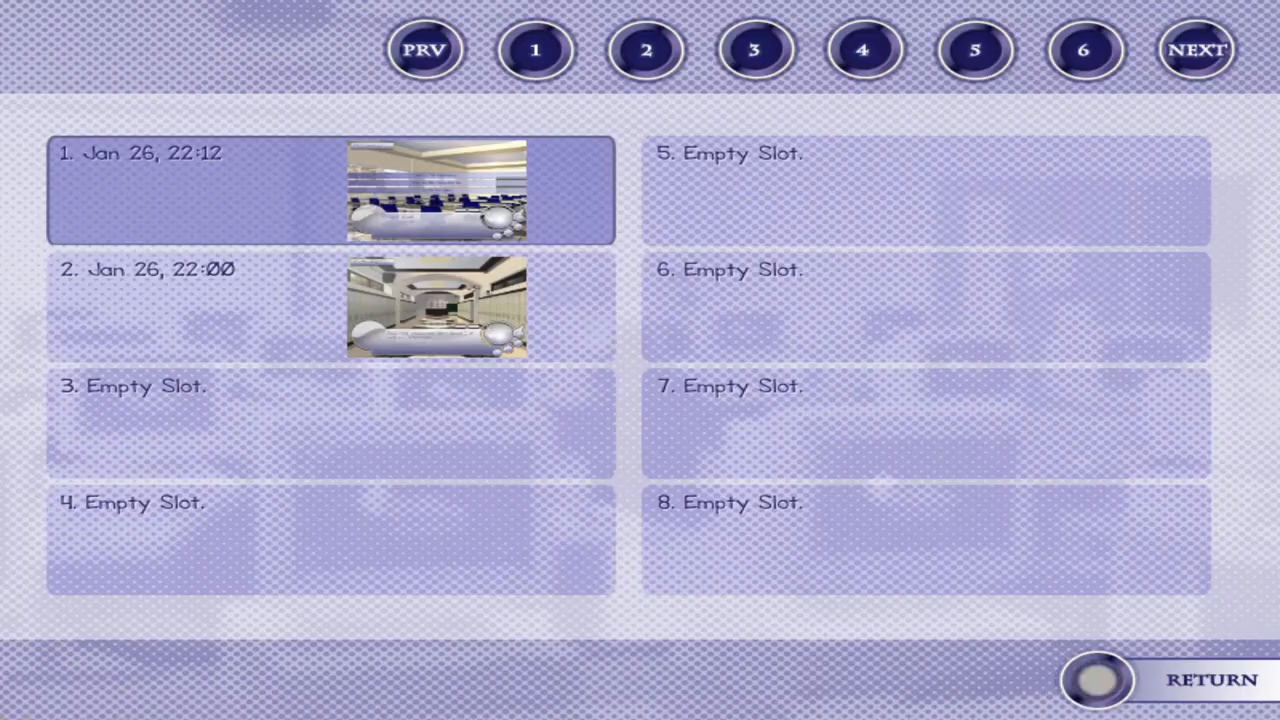 PRV 1 2 3 4 5 6 NEXT
1. Jan 26, 22:12
2. Jan 26, 22:00
3. Empty Slot.
4. Empty Slot.
5. Empty Slot.
6. Empty Slot.
7. Empty Slot.
8. Empty Slot.
RETURN